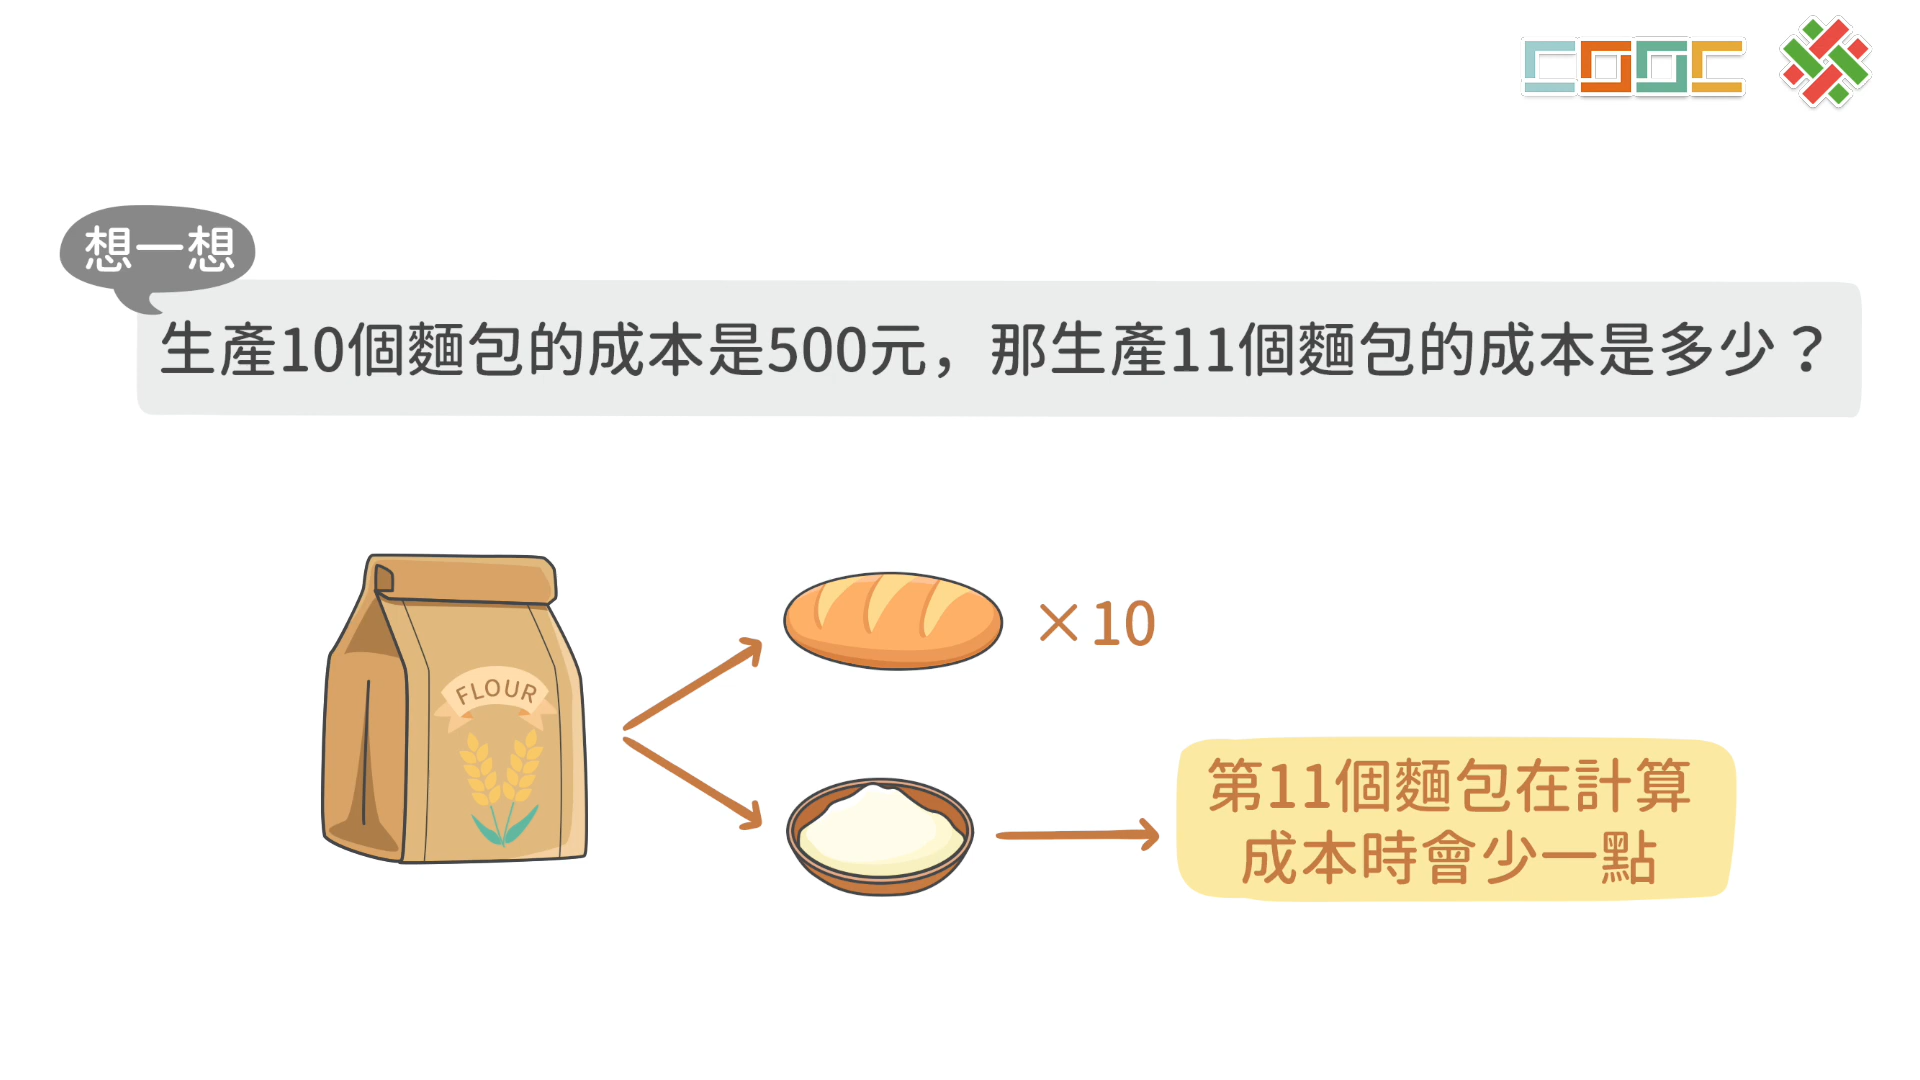 COOC
想一想
生產10個麵包的成本是500元，那生產11個麵包的成本是多少？
FLOUR
×10
第11個麵包在計算
成本時會少一點